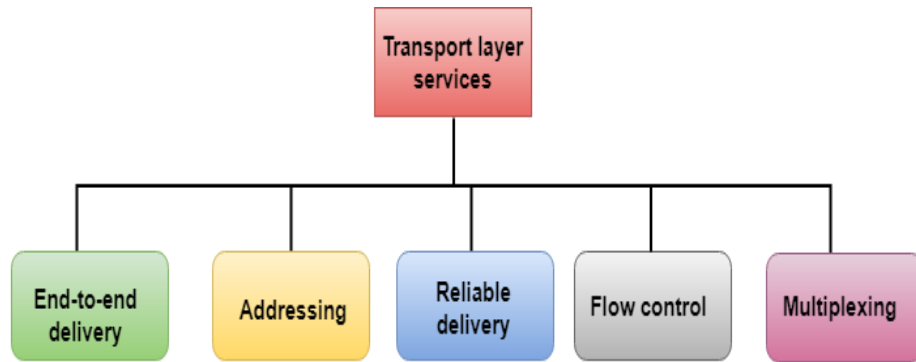 Transport layer
services
End-to-end
delivery
Addressing
Reliable
delivery
Flow control
Multiplexing